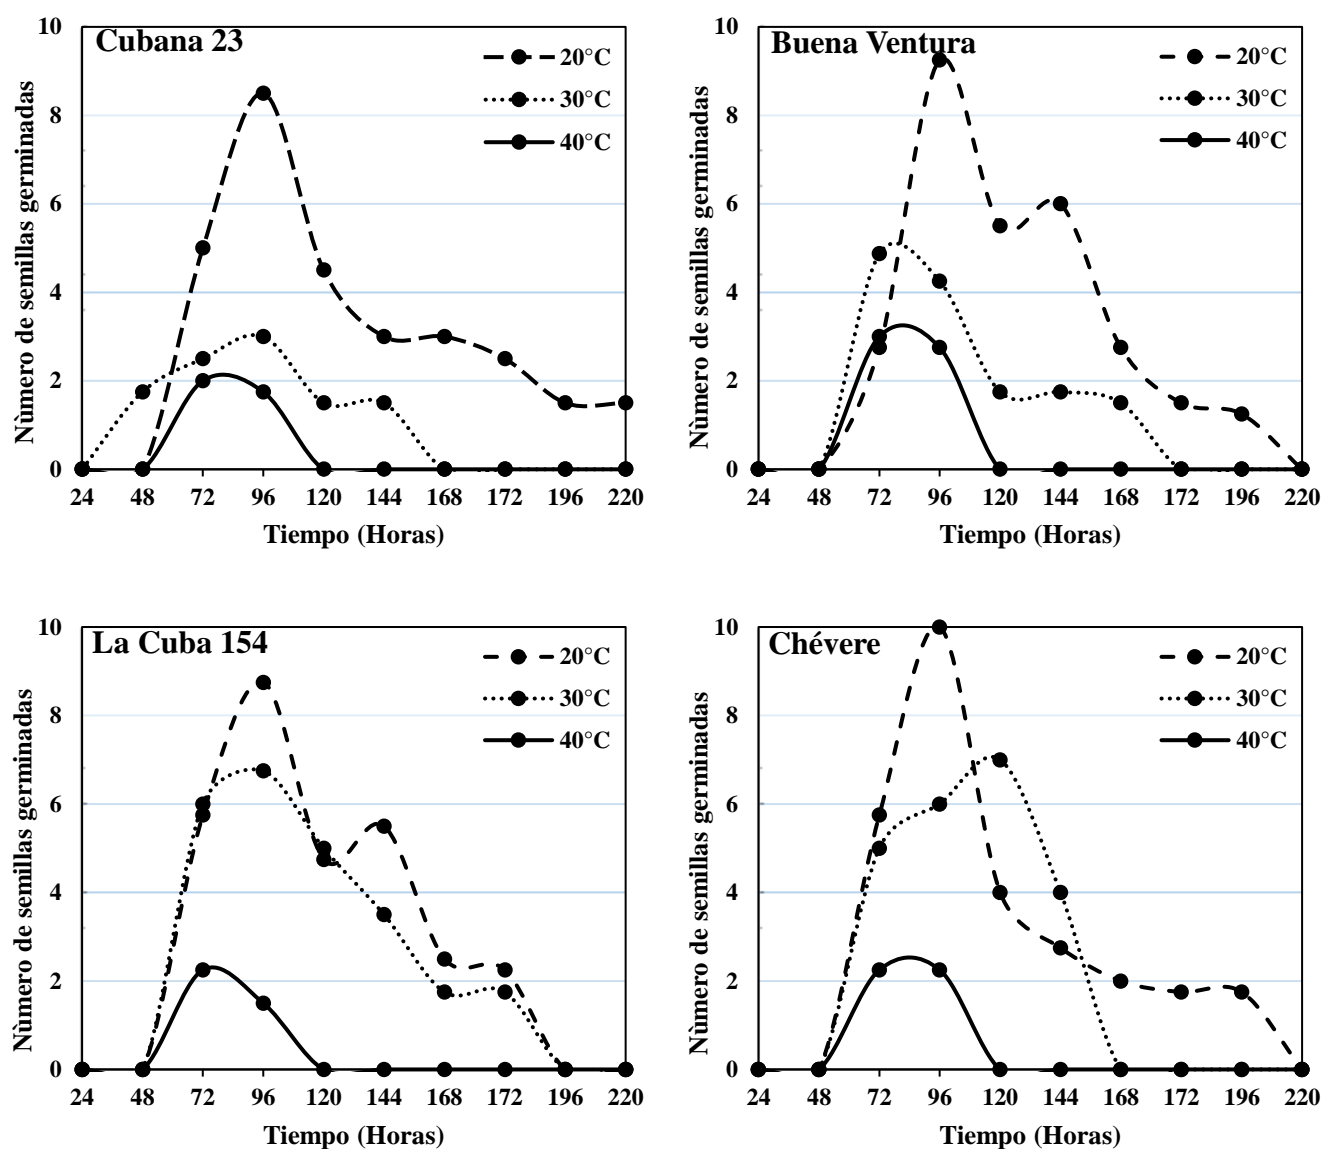 Cubana 23
20°C
30°C
40°C
Nùmero de semillas germinadas
10
8
6
4
2
0
24 48 72 96 120 144 168 172 196 220
Tiempo (Horas)
Buena Ventura
20°C
30°C
40°C
Nùmero de semillas germinadas
10
8
6
4
2
0
24 48 72 96 120 144 168 172 196 220
Tiempo (Horas)
La Cuba 154
20°C
30°C
40°C
Nùmero de semillas germinadas
10
8
6
4
2
0
24 48 72 96 120 144 168 172 196 220
Tiempo (Horas)
Chévere
20°C
30°C
40°C
Nùmero de semillas germinadas
10
8
6
4
2
0
24 48 72 96 120 144 168 172 196 220
Tiempo (Horas)